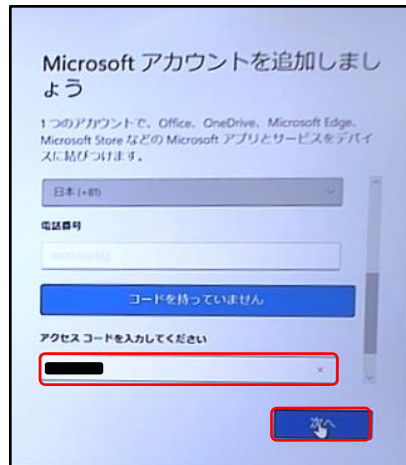 Microsoft アカウントを追加しまし
ょう
1 つのアカウントで、Office、OneDrive、Microsoft Edge、
Microsoft Store などの Microsoft アプリとサービスをデバイ
スに結びつけます。
日本 (+81)
電話番号
コードを持っていません
アクセス コードを入力してください
×
次へ